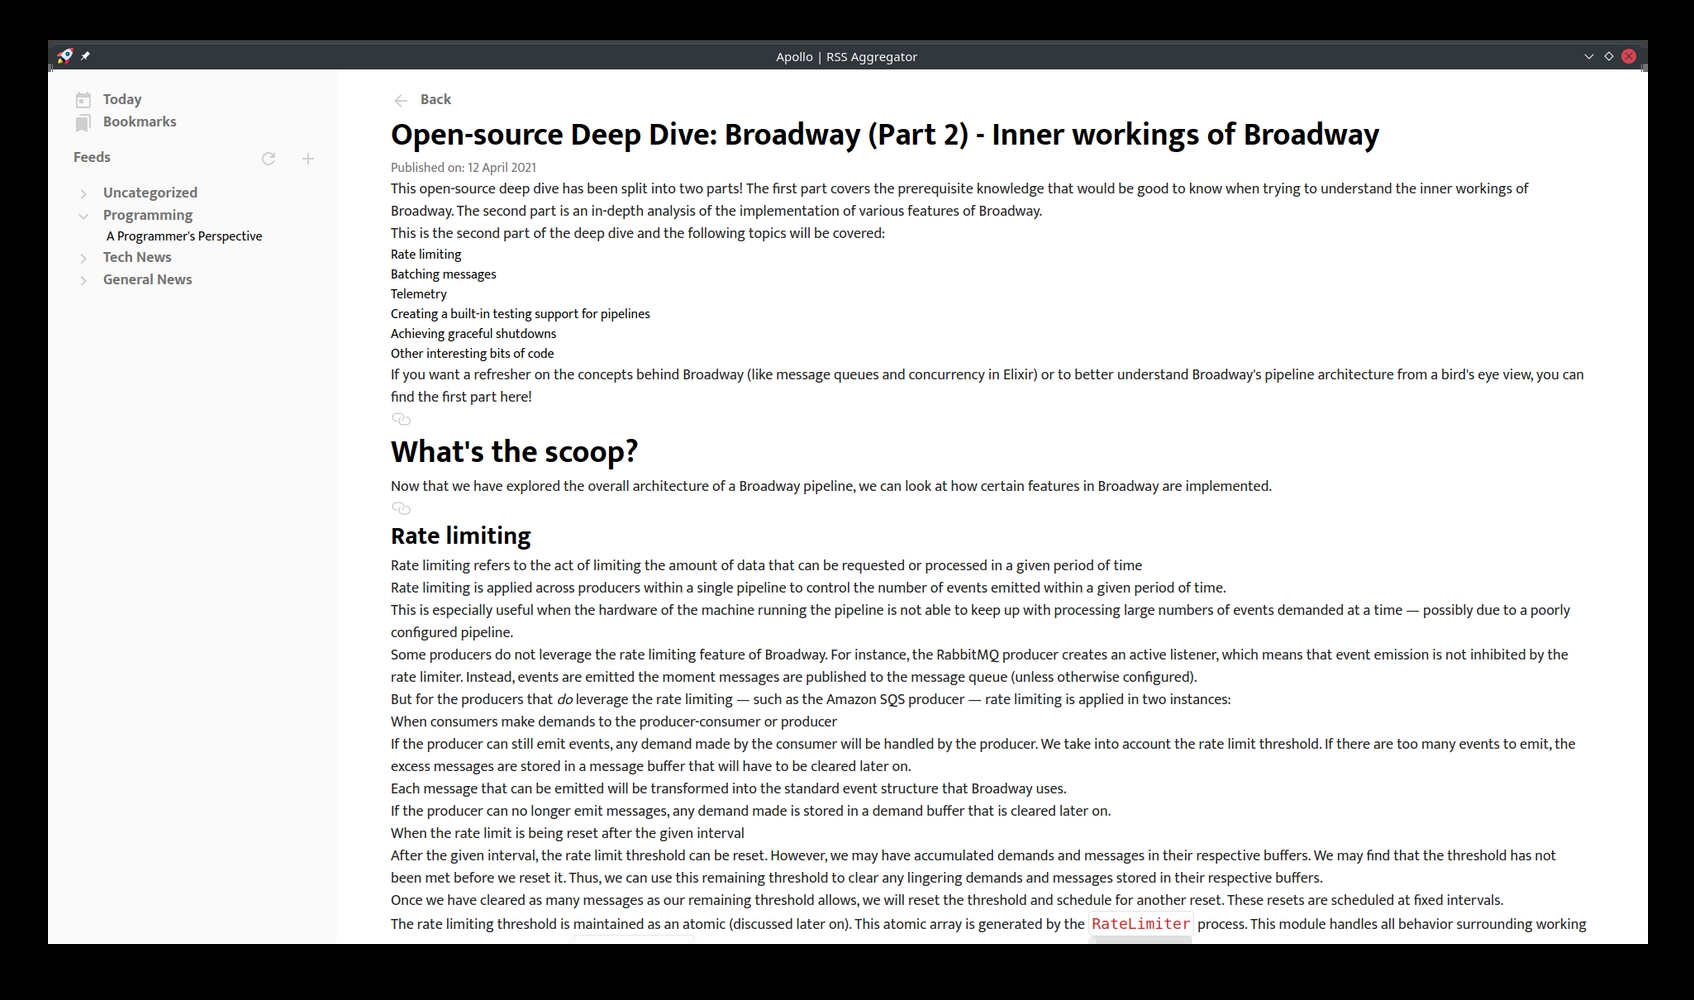 Apollo | RSS Aggregator
Today
Bookmarks
Feeds
Uncategorized
Programming
A Programmer's Perspective
Tech News
General News
Back
Open-source Deep Dive: Broadway (Part 2) - Inner workings of Broadway
Published on: 12 April 2021
This open-source deep dive has been split into two parts! The first part covers the prerequisite knowledge that would be good to know when trying to understand the inner workings of
Broadway. The second part is an in-depth analysis of the implementation of various features of Broadway.
This is the second part of the deep dive and the following topics will be covered:
Rate limiting
Batching messages
Telemetry
Creating a built-in testing support for pipelines
Achieving graceful shutdowns
Other interesting bits of code
If you want a refresher on the concepts behind Broadway (like message queues and concurrency in Elixir) or to better understand Broadway's pipeline architecture from a bird's eye view, you can
find the first part here!
What's the scoop?
Now that we have explored the overall architecture of a Broadway pipeline, we can look at how certain features in Broadway are implemented.
Rate limiting
Rate limiting refers to the act of limiting the amount of data that can be requested or processed in a given period of time
Rate limiting is applied across producers within a single pipeline to control the number of events emitted within a given period of time.
This is especially useful when the hardware of the machine running the pipeline is not able to keep up with processing large numbers of events demanded at a time — possibly due to a poorly
configured pipeline.
Some producers do not leverage the rate limiting feature of Broadway. For instance, the RabbitMQ producer creates an active listener, which means that event emission is not inhibited by the
rate limiter. Instead, events are emitted the moment messages are published to the message queue (unless otherwise configured).
But for the producers that do leverage the rate limiting — such as the Amazon SQS producer — rate limiting is applied in two instances:
When consumers make demands to the producer-consumer or producer
If the producer can still emit events, any demand made by the consumer will be handled by the producer. We take into account the rate limit threshold. If there are too many events to emit, the
excess messages are stored in a message buffer that will have to be cleared later on.
Each message that can be emitted will be transformed into the standard event structure that Broadway uses.
If the producer can no longer emit messages, any demand made is stored in a demand buffer that is cleared later on.
When the rate limit is being reset after the given interval
After the given interval, the rate limit threshold can be reset. However, we may have accumulated demands and messages in their respective buffers. We may find that the threshold has not
been met before we reset it. Thus, we can use this remaining threshold to clear any lingering demands and messages stored in their respective buffers.
Once we have cleared as many messages as our remaining threshold allows, we will reset the threshold and schedule for another reset. These resets are scheduled at fixed intervals.
The rate limiting threshold is maintained as an atomic (discussed later on). This atomic array is generated by the RateLimiter process. This module handles all behavior surrounding working